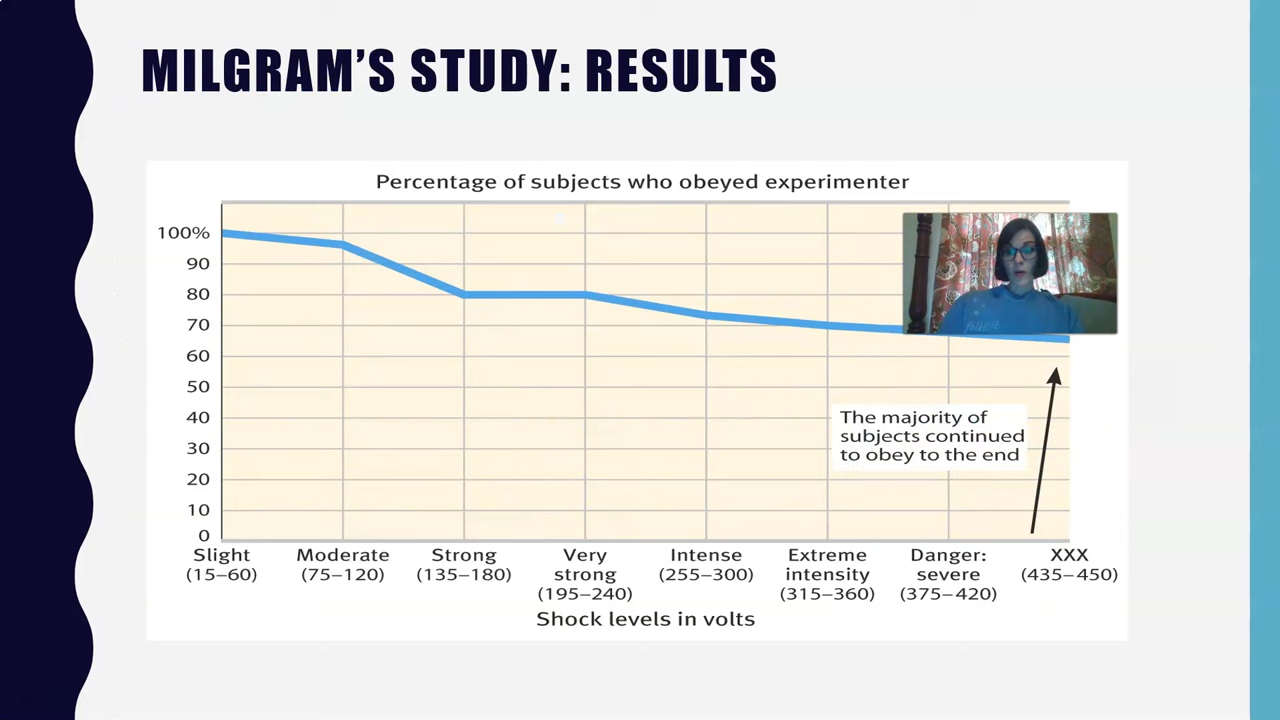 MILGRAM'S STUDY: RESULTS
Percentage of subjects who obeyed experimenter
100%
90
80
70
60
50
40
30
20
10
0
The majority of
subjects continued
to obey to the end
Slight
(15–60)
Moderate
(75–120)
Strong
(135–180)
Very
strong
(195–240)
Intense
(255–300)
Extreme
intensity
(315–360)
Danger:
severe
(375–420)
XXX
(435–450)
Shock levels in volts